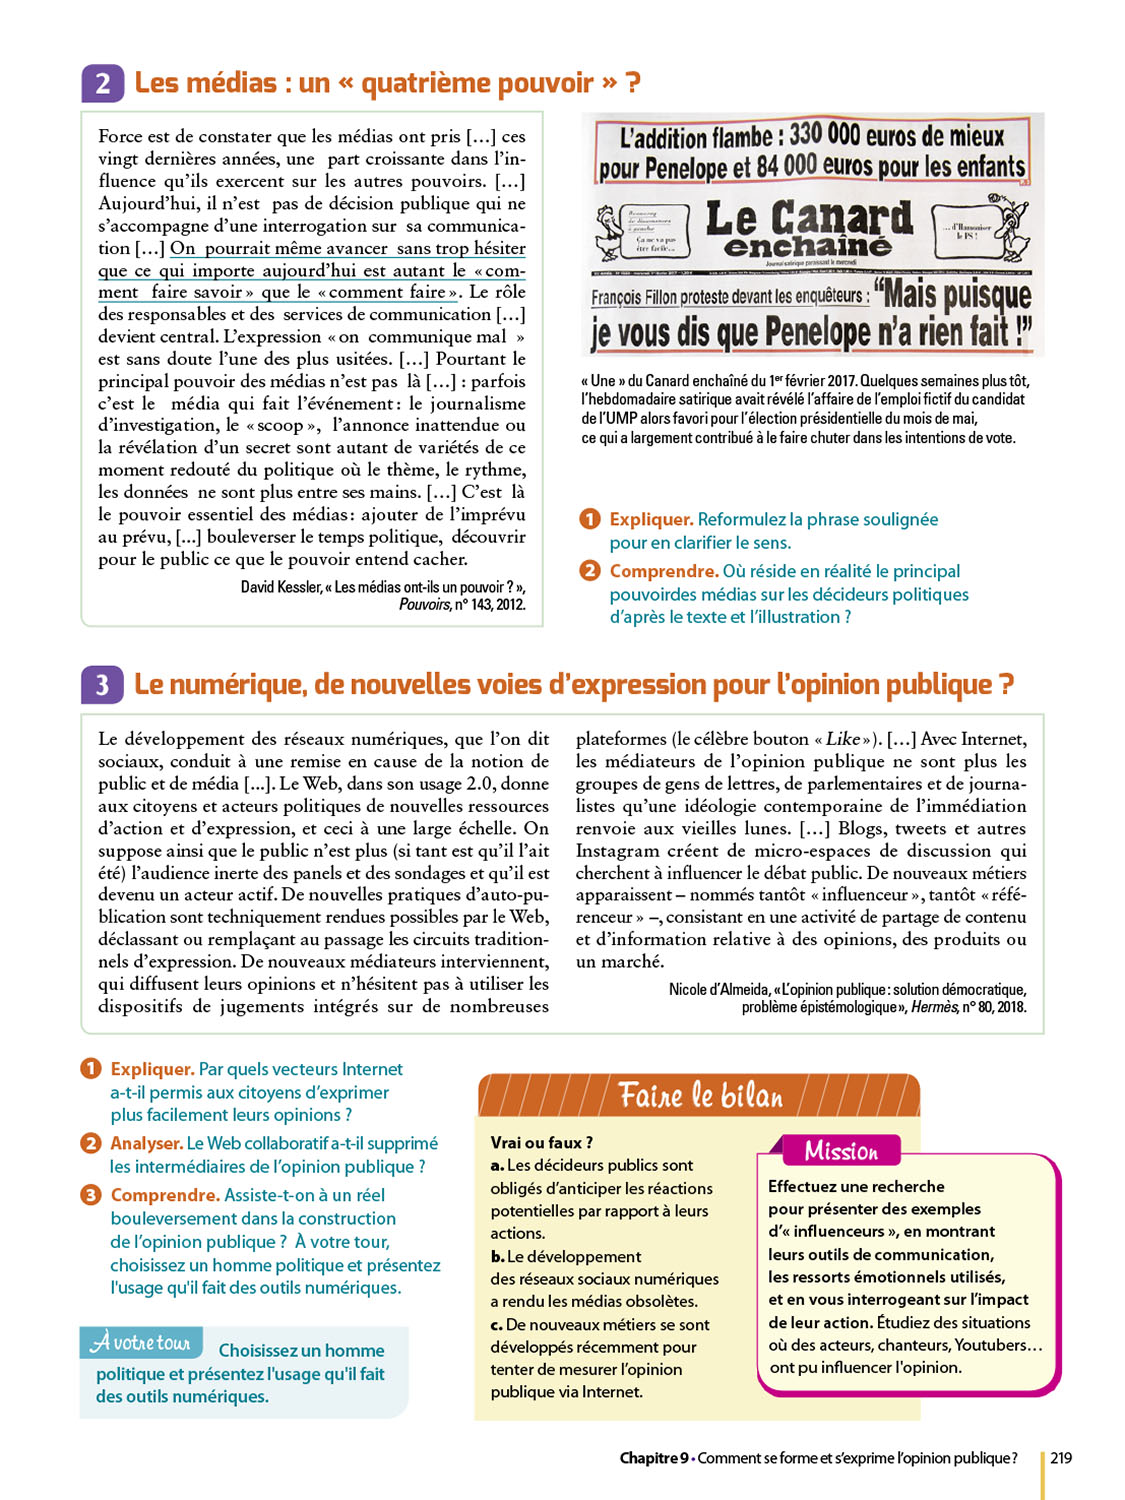 2 Les médias : un « quatrième pouvoir » ?
Force est de constater que les médias ont pris […] ces
vingt dernières années, une part croissante dans l’in-
fluence qu’ils exercent sur les autres pouvoirs. […]
Aujourd’hui, il n’est pas de décision publique qui ne
s’accompagne d’une interrogation sur sa communica-
tion […] On pourrait même avancer sans trop hésiter
que ce qui importe aujourd’hui est autant le « com-
ment faire savoir » que le « comment faire ». Le rôle
des responsables et des services de communication […]
devient central. L’expression « on communique mal »
est sans doute l’une des plus usitées. […] Pourtant le
principal pouvoir des médias n’est pas là […] : parfois
c’est le média qui fait l’événement : le journalisme
d’investigation, le « scoop », l’annonce inattendue ou
la révélation d’un secret sont autant de variétés de ce
moment redouté du politique où le thème, le rythme,
les données ne sont plus entre ses mains. […] C’est là
le pouvoir essentiel des médias : ajouter de l’imprévu
au prévu, [...] bouleverser le temps politique, découvrir
pour le public ce que le pouvoir entend cacher.
David Kessler, « Les médias ont-ils un pouvoir ? »,
Pouvoirs, n° 143, 2012.
L’addition flambe : 330 000 euros de mieux
pour Penelope et 84 000 euros pour les enfants
Ça ne va pas
être facile...
Le Canard
enchaîné
Journal satirique paraissant le mercredi
... d’Hamoniser
le PS !
François Fillon proteste devant les enquêteurs : “Mais puisque
je vous dis que Penelope n’a rien fait !”
« Une » du Canard enchaîné du 1er février 2017. Quelques semaines plus tôt,
l’hebdomadaire satirique avait révélé l’affaire de l’emploi fictif du candidat
de l’UMP alors favori pour l’élection présidentielle du mois de mai,
ce qui a largement contribué à le faire chuter dans les intentions de vote.
1 Expliquer. Reformulez la phrase soulignée
pour en clarifier le sens.
2 Comprendre. Où réside en réalité le principal
pouvoirdes médias sur les décideurs politiques
d’après le texte et l’illustration ?
3 Le numérique, de nouvelles voies d’expression pour l’opinion publique ?
Le développement des réseaux numériques, que l’on dit
sociaux, conduit à une remise en cause de la notion de
public et de média [...]. Le Web, dans son usage 2.0, donne
aux citoyens et acteurs politiques de nouvelles ressources
d’action et d’expression, et ceci à une large échelle. On
suppose ainsi que le public n’est plus (si tant est qu’il l’ait
été) l’audience inerte des panels et des sondages et qu’il est
devenu un acteur actif. De nouvelles pratiques d’auto-pu-
blication sont techniquement rendues possibles par le Web,
déclassant ou remplaçant au passage les circuits tradition-
nels d’expression. De nouveaux médiateurs interviennent,
qui diffusent leurs opinions et n’hésitent pas à utiliser les
dispositifs de jugements intégrés sur de nombreuses
plateformes (le célèbre bouton « Like »). […] Avec Internet,
les médiateurs de l’opinion publique ne sont plus les
groupes de gens de lettres, de parlementaires et de journa-
listes qu’une idéologie contemporaine de l’immédiation
renvoie aux vieilles lunes. […] Blogs, tweets et autres
Instagram créent de micro-espaces de discussion qui
cherchent à influencer le débat public. De nouveaux métiers
apparaissent – nommés tantôt « influenceur », tantôt « réfé-
renceur » –, consistant en une activité de partage de contenu
et d’information relative à des opinions, des produits ou
un marché.
Nicole d’Almeida, « L’opinion publique : solution démocratique,
problème épistémologique », Hermès, n° 80, 2018.
1 Expliquer. Par quels vecteurs Internet
a-t-il permis aux citoyens d’exprimer
plus facilement leurs opinions ?
2 Analyser. Le Web collaboratif a-t-il supprimé
les intermédiaires de l’opinion publique ?
3 Comprendre. Assiste-t-on à un réel
bouleversement dans la construction
de l’opinion publique ? À votre tour,
choisissez un homme politique et présentez
l'usage qu'il fait des outils numériques.
À votre tour Choisissez un homme
politique et présentez l'usage qu'il fait
des outils numériques.
Faire le bilan
Vrai ou faux ?
a. Les décideurs publics sont
obligés d’anticiper les réactions
potentielles par rapport à leurs
actions.
b. Le développement
des réseaux sociaux numériques
a rendu les médias obsolètes.
c. De nouveaux métiers se sont
développés récemment pour
tenter de mesurer l’opinion
publique via Internet.
Mission
Effectuez une recherche
pour présenter des exemples
d’« influenceurs », en montrant
leurs outils de communication,
les ressorts émotionnels utilisés,
et en vous interrogeant sur l’impact
de leur action. Étudiez des situations
où des acteurs, chanteurs, Youtubers…
ont pu influencer l'opinion.
Chapitre 9 • Comment se forme et s’exprime l’opinion publique ? 219